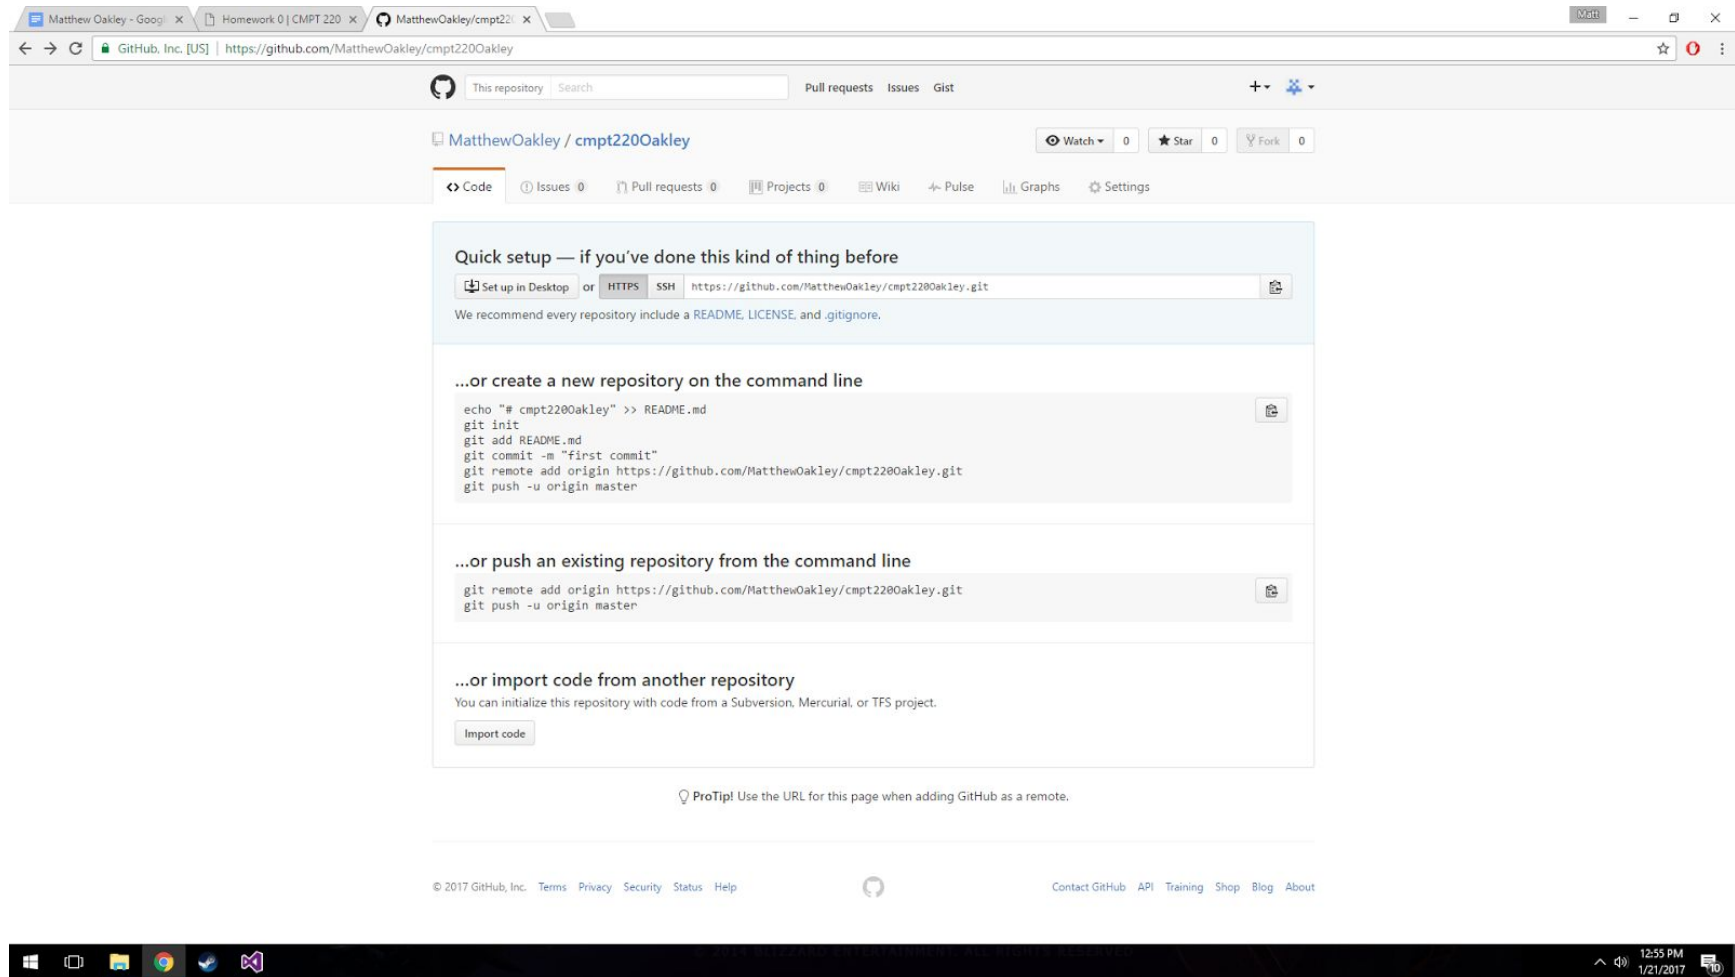 Matthew Oakley - Googl
Homework 0 | CMPT 220
MatthewOakley/cmpt220
Matt
GitHub, Inc. [US] | https://github.com/MatthewOakley/cmpt220Oakley
This repository Search Pull requests Issues Gist
MatthewOakley / cmpt220Oakley
Watch 0 Star 0 Fork 0
Code Issues 0 Pull requests 0 Projects 0 Wiki Pulse Graphs Settings
Quick setup — if you've done this kind of thing before
Set up in Desktop or HTTPS SSH https://github.com/MatthewOakley/cmpt220Oakley.git
We recommend every repository include a README, LICENSE, and .gitignore.
...or create a new repository on the command line
echo "# cmpt220Oakley" >> README.md
git init
git add README.md
git commit -m "first commit"
git remote add origin https://github.com/MatthewOakley/cmpt220Oakley.git
git push -u origin master
...or push an existing repository from the command line
git remote add origin https://github.com/MatthewOakley/cmpt220Oakley.git
git push -u origin master
...or import code from another repository
You can initialize this repository with code from a Subversion, Mercurial, or TFS project.
Import code
ProTip! Use the URL for this page when adding GitHub as a remote.
© 2017 GitHub, Inc. Terms Privacy Security Status Help Contact GitHub API Training Shop Blog About
© 2014 BLIZZARD ENTERTAINMENT. ALL RIGHTS RESERVED
12:55 PM
1/21/2017
10